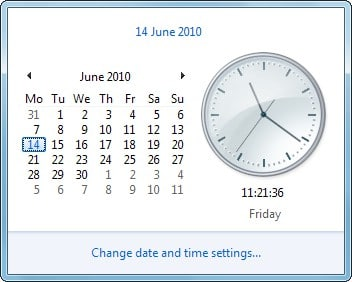 14 June 2010
June 2010
Mo Tu We Th Fr Sa Su
31 1 2 3 4 5 6
7 8 9 10 11 12 13
14 15 16 17 18 19 20
21 22 23 24 25 26 27
28 29 30 1 2 3 4
5 6 7 8 9 10 11
11:21:36
Friday
Change date and time settings...